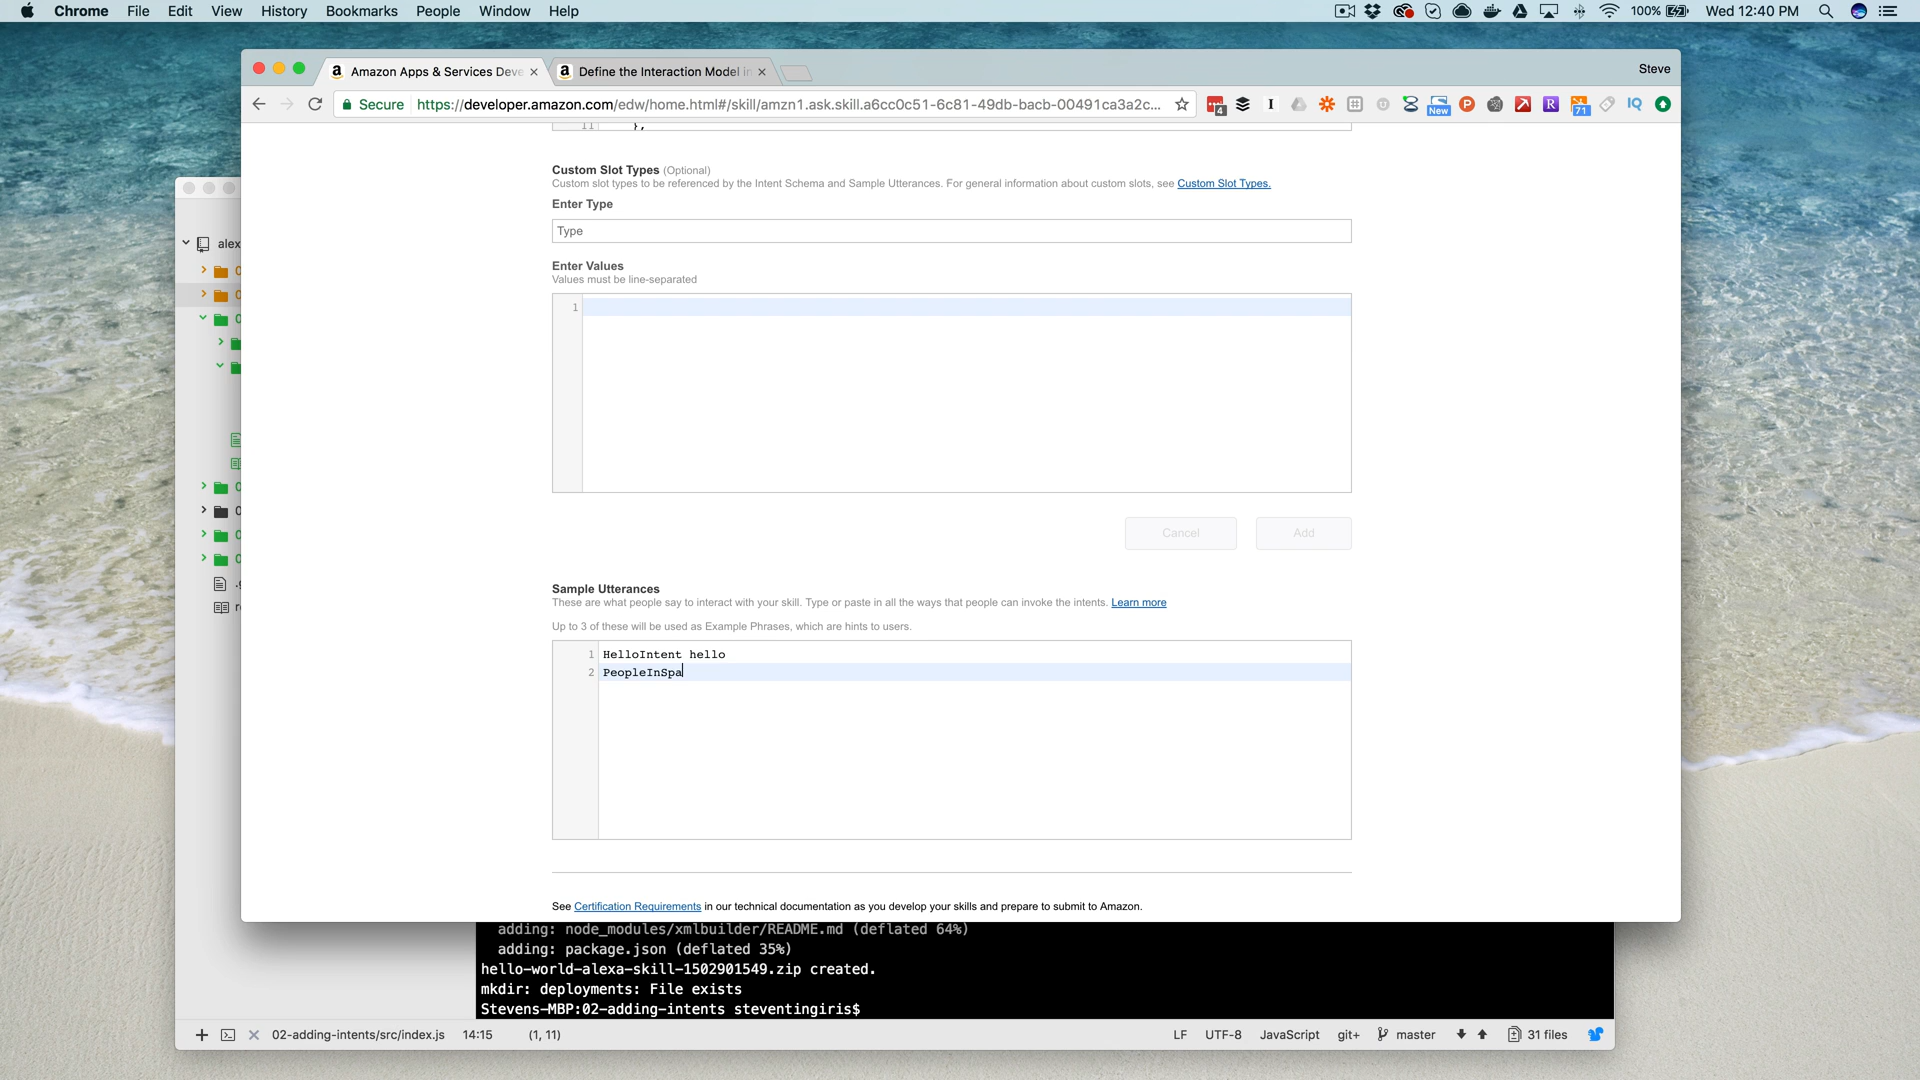 Chrome File Edit View History Bookmarks People Window Help
100% Wed 12:40 PM
Amazon Apps & Services Deve
Define the Interaction Model in
Steve
Secure https://developer.amazon.com/edw/home.html#/skill/amzn1.ask.skill.a6cc0c51-6c81-49db-bacb-00491ca3a2c...
4
New
71
11 },
Custom Slot Types (Optional)
Custom slot types to be referenced by the Intent Schema and Sample Utterances. For general information about custom slots, see Custom Slot Types.
Enter Type
Type
Enter Values
Values must be line-separated
1
Cancel Add
Sample Utterances
These are what people say to interact with your skill. Type or paste in all the ways that people can invoke the intents. Learn more
Up to 3 of these will be used as Example Phrases, which are hints to users.
1 HelloIntent hello
2 PeopleInSpa
See Certification Requirements in our technical documentation as you develop your skills and prepare to submit to Amazon.
alex
adding: node_modules/xmlbuilder/README.md (deflated 64%)
adding: package.json (deflated 35%)
hello-world-alexa-skill-1502901549.zip created.
mkdir: deployments: File exists
Stevens-MBP:02-adding-intents steventingiris$
02-adding-intents/src/index.js 14:15 (1, 11)
LF UTF-8 JavaScript git+ master 31 files